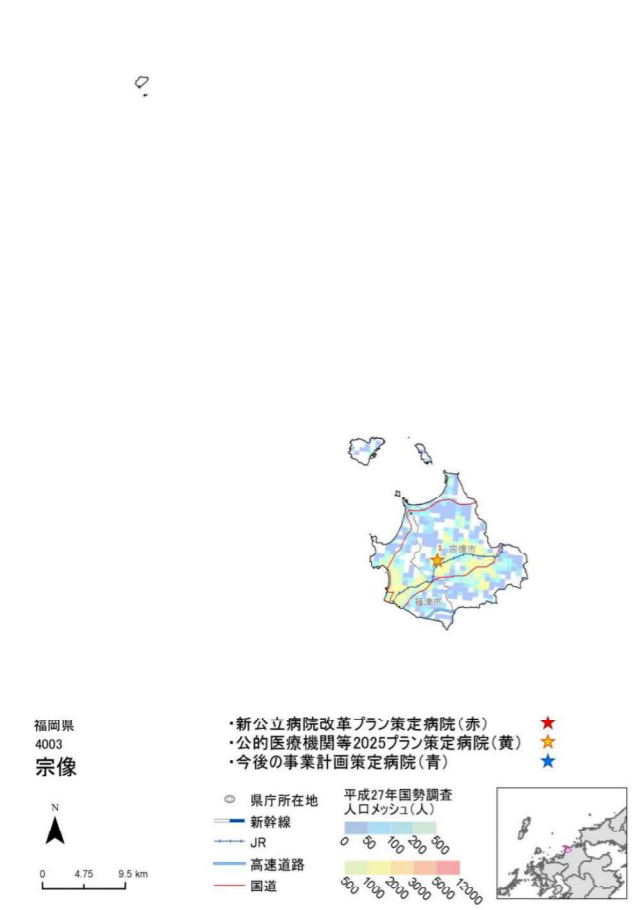 1
宗像市
福津市
福岡県
4003
宗像
・新公立病院改革プラン策定病院(赤)
・公的医療機関等2025プラン策定病院(黄)
・今後の事業計画策定病院(青)
N
0 4.75 9.5 km
県庁所在地
新幹線
JR
高速道路
国道
平成27年国勢調査
人口メッシュ(人)
0 50 100 200 500
500 1000 2000 3000 5000 12000